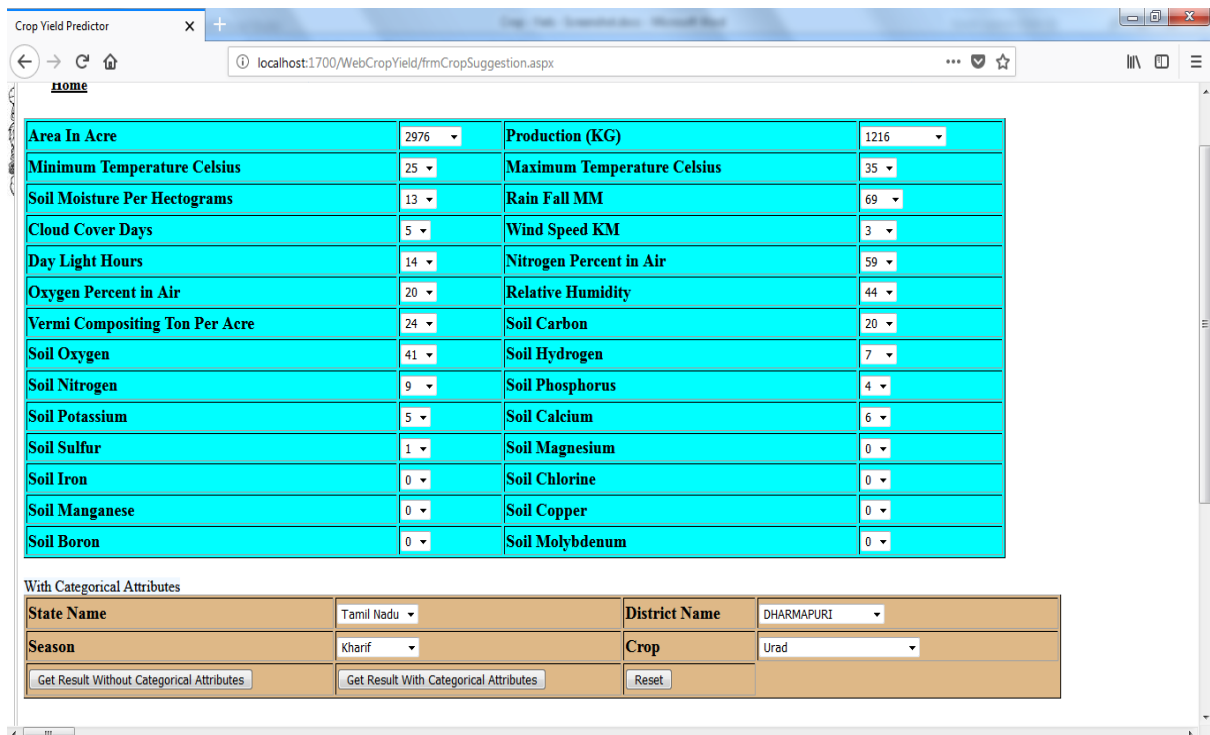 Crop Yield Predictor
localhost:1700/WebCropYield/frmCropSuggestion.aspx
Home
Area In Acre 2976 Production (KG) 1216
Minimum Temperature Celsius 25 Maximum Temperature Celsius 35
Soil Moisture Per Hectograms 13 Rain Fall MM 69
Cloud Cover Days 5 Wind Speed KM 3
Day Light Hours 14 Nitrogen Percent in Air 59
Oxygen Percent in Air 20 Relative Humidity 44
Vermi Compositing Ton Per Acre 24 Soil Carbon 20
Soil Oxygen 41 Soil Hydrogen 7
Soil Nitrogen 9 Soil Phosphorus 4
Soil Potassium 5 Soil Calcium 6
Soil Sulfur 1 Soil Magnesium 0
Soil Iron 0 Soil Chlorine 0
Soil Manganese 0 Soil Copper 0
Soil Boron 0 Soil Molybdenum 0
With Categorical Attributes
State Name Tamil Nadu District Name DHARMAPURI
Season Kharif Crop Urad
Get Result Without Categorical Attributes Get Result With Categorical Attributes Reset